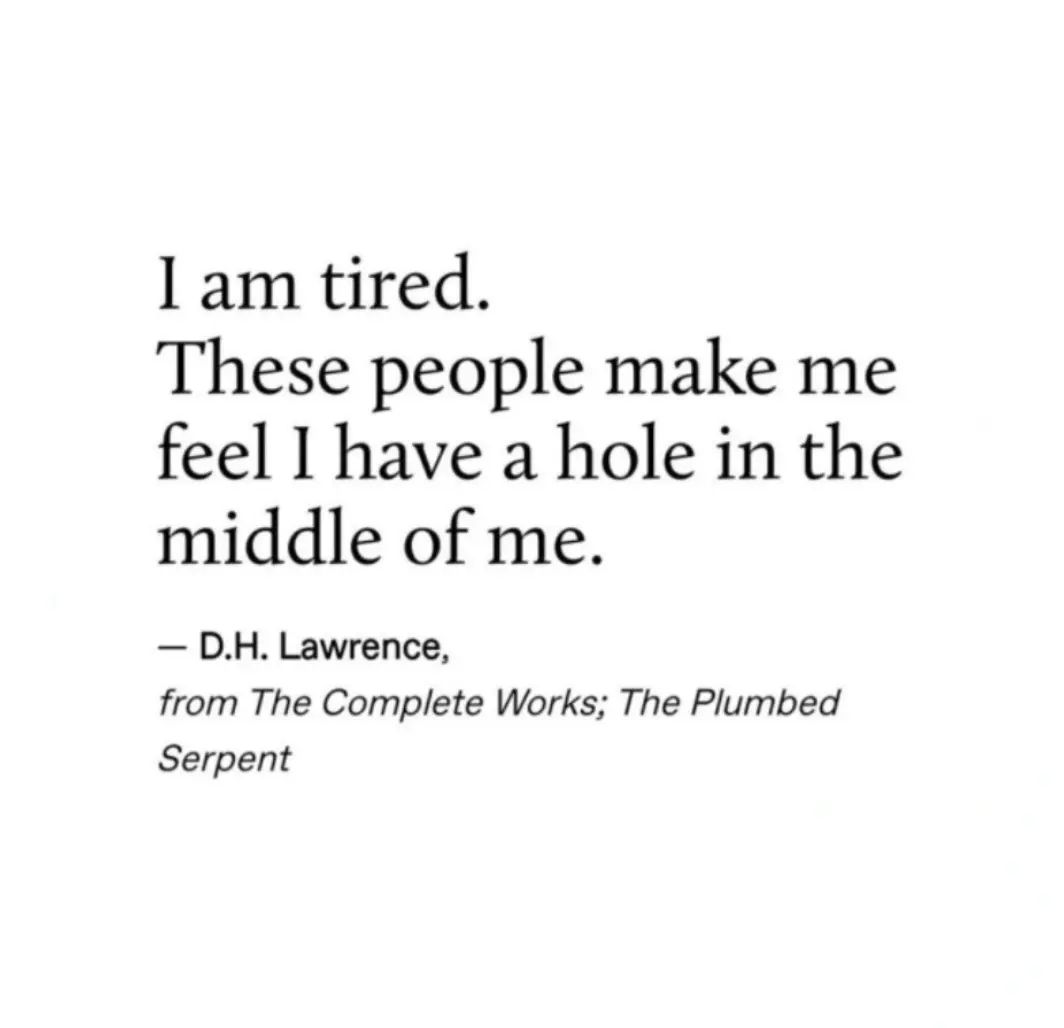 I am tired.
These people make me
feel I have a hole in the
middle of me.
— D.H. Lawrence,
from The Complete Works; The Plumbed
Serpent